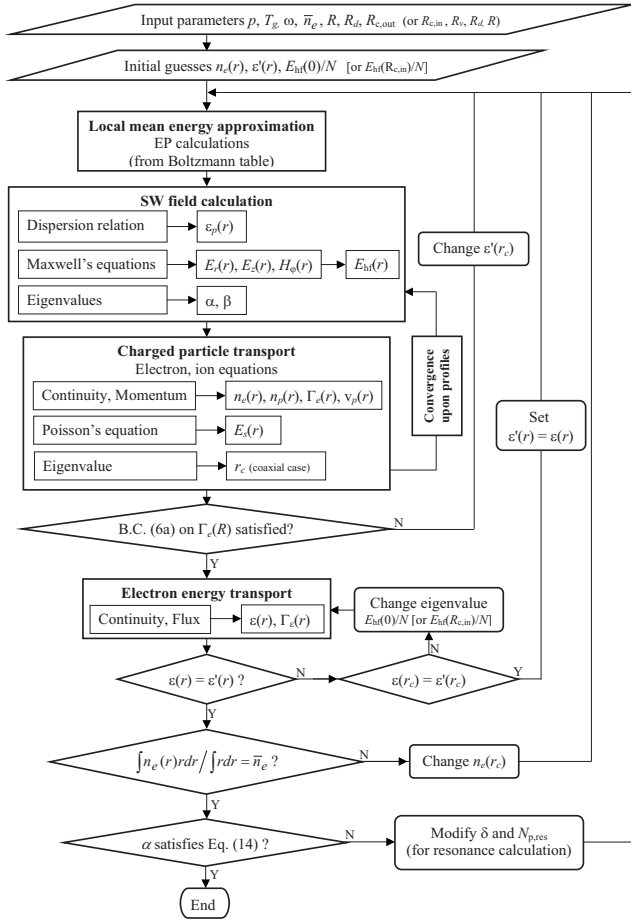 Input parameters p, T_g, ω, n̄_e, R, R_d, R_c,out (or R_c,in, R_v, R_d, R)
Initial guesses n_e(r), ε'(r), E_hf(0)/N [or E_hf(R_c,in)/N]
Local mean energy approximation
EP calculations
(from Boltzmann table)
SW field calculation
Dispersion relation
ε_p(r)
Maxwell's equations
E_r(r), E_z(r), H_φ(r)
E_hf(r)
Eigenvalues
α, β
Change ε'(r_c)
Charged particle transport
Electron, ion equations
Continuity, Momentum
n_e(r), n_p(r), Γ_e(r), v_p(r)
Poisson's equation
E_s(r)
Eigenvalue
r_c (coaxial case)
Convergence
upon profiles
Set
ε'(r) = ε(r)
B.C. (6a) on Γ_e(R) satisfied?
N
Y
Electron energy transport
Continuity, Flux
ε(r), Γ_ε(r)
Change eigenvalue
E_hf(0)/N [or E_hf(R_c,in)/N]
N
ε(r) = ε'(r) ?
N
ε(r_c) = ε'(r_c)
Y
Y
∫n_e(r)rdr/∫rdr = n̄_e ?
N
Change n_e(r_c)
Y
α satisfies Eq. (14) ?
N
Modify δ and N_p,res
(for resonance calculation)
Y
End